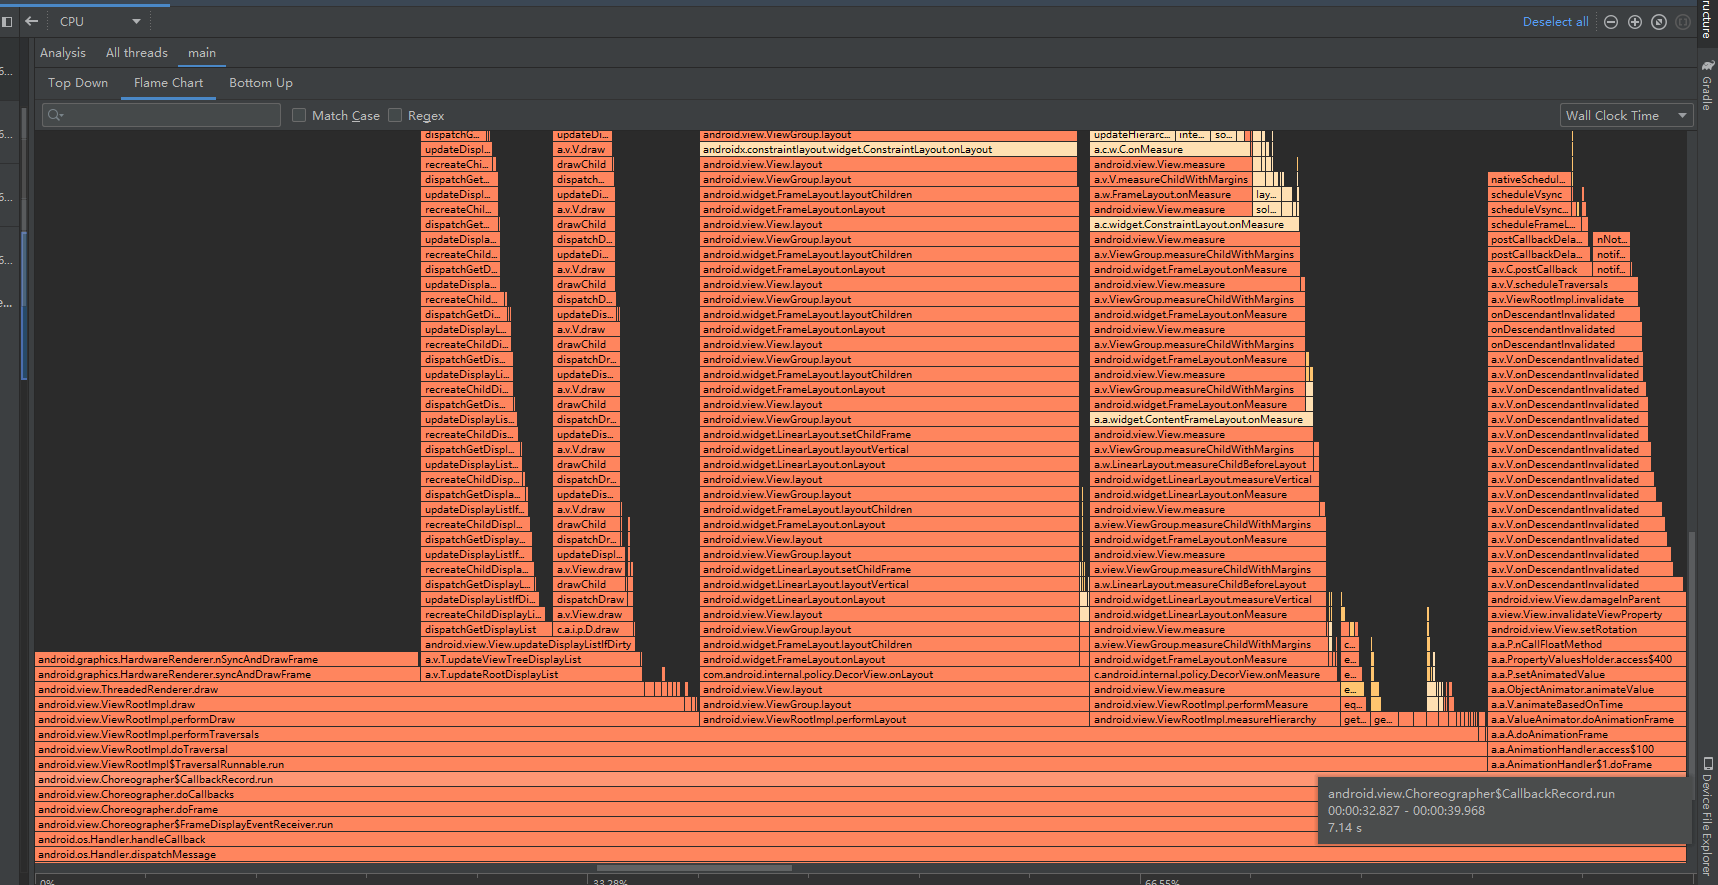 CPU
Deselect all
Analysis All threads main
Top Down Flame Chart Bottom Up
Match Case Regex Wall Clock Time
dispatchG... updateDi... android.view.ViewGroup.layout updateHierarc... inte... so...
updateDispl... a.v.V.draw androidx.constraintlayout.widget.ConstraintLayout.onLayout a.c.w.C.onMeasure
recreateChi... drawChild android.view.View.layout android.view.View.measure
dispatchGet... dispatch... android.view.ViewGroup.layout a.v.V.measureChildWithMargins nativeSchedul...
updateDispl... updateDi... android.widget.FrameLayout.layoutChildren a.w.FrameLayout.onMeasure lay... scheduleVsync
recreateChil... a.v.V.draw android.widget.FrameLayout.onLayout android.view.View.measure sol... scheduleVsync...
dispatchGet... drawChild android.view.View.layout a.c.widget.ConstraintLayout.onMeasure scheduleFrameL...
updateDispla... dispatchD... android.view.ViewGroup.layout android.view.View.measure postCallbackDela... nNot...
recreateChild... updateDi... android.widget.FrameLayout.layoutChildren a.v.ViewGroup.measureChildWithMargins postCallbackDela... notif...
dispatchGetD... a.v.V.draw android.widget.FrameLayout.onLayout android.widget.FrameLayout.onMeasure a.v.C.postCallback notif...
updateDispla... drawChild android.view.View.layout android.view.View.measure a.v.V.scheduleTraversals
recreateChild... dispatchD... android.view.ViewGroup.layout a.v.ViewGroup.measureChildWithMargins a.v.ViewRootImpl.invalidate
dispatchGetDi... updateDis... android.widget.FrameLayout.layoutChildren android.widget.FrameLayout.onMeasure onDescendantInvalidated
updateDisplayL... a.v.V.draw android.widget.FrameLayout.onLayout android.view.View.measure onDescendantInvalidated
recreateChildDi... drawChild android.view.View.layout a.v.ViewGroup.measureChildWithMargins onDescendantInvalidated
dispatchGetDis... dispatchDr... android.view.ViewGroup.layout android.widget.FrameLayout.onMeasure a.v.V.onDescendantInvalidated
updateDisplayLi... updateDis... android.widget.FrameLayout.layoutChildren android.view.View.measure a.v.V.onDescendantInvalidated
recreateChildDi... a.v.V.draw android.widget.FrameLayout.onLayout a.v.ViewGroup.measureChildWithMargins a.v.V.onDescendantInvalidated
dispatchGetDis... drawChild android.view.View.layout android.widget.FrameLayout.onMeasure a.v.V.onDescendantInvalidated
updateDisplayLis... dispatchDr... android.view.ViewGroup.layout a.a.widget.ContentFrameLayout.onMeasure a.v.V.onDescendantInvalidated
recreateChildDis... updateDis... android.widget.LinearLayout.setChildFrame android.view.View.measure a.v.V.onDescendantInvalidated
dispatchGetDispl... a.v.V.draw android.widget.LinearLayout.layoutVertical a.v.ViewGroup.measureChildWithMargins a.v.V.onDescendantInvalidated
updateDisplayList... drawChild android.widget.LinearLayout.onLayout a.w.LinearLayout.measureChildBeforeLayout a.v.V.onDescendantInvalidated
recreateChildDisp... dispatchDr... android.view.View.layout android.widget.LinearLayout.measureVertical a.v.V.onDescendantInvalidated
dispatchGetDispla... updateDis... android.view.ViewGroup.layout android.widget.LinearLayout.onMeasure a.v.V.onDescendantInvalidated
updateDisplayListIf... a.v.V.draw android.widget.FrameLayout.layoutChildren android.view.View.measure a.v.V.onDescendantInvalidated
recreateChildDispl... drawChild android.widget.FrameLayout.onLayout a.view.ViewGroup.measureChildWithMargins a.v.V.onDescendantInvalidated
dispatchGetDisplay... dispatchDr... android.view.View.layout android.widget.FrameLayout.onMeasure a.v.V.onDescendantInvalidated
updateDisplayListIf... updateDispl... android.view.ViewGroup.layout android.view.View.measure a.v.V.onDescendantInvalidated
recreateChildDispla... a.v.View.draw android.widget.LinearLayout.setChildFrame a.view.ViewGroup.measureChildWithMargins a.v.V.onDescendantInvalidated
dispatchGetDisplayL... drawChild android.widget.LinearLayout.layoutVertical a.w.LinearLayout.measureChildBeforeLayout a.v.V.onDescendantInvalidated
updateDisplayListIfDi... dispatchDraw android.widget.LinearLayout.onLayout android.widget.LinearLayout.measureVertical android.view.View.damageInParent
recreateChildDisplayLi... a.v.View.draw android.view.View.layout android.widget.LinearLayout.onMeasure a.view.View.invalidateViewProperty
dispatchGetDisplayList c.a.i.p.D.draw android.view.ViewGroup.layout android.view.View.measure android.view.View.setRotation
android.view.View.updateDisplayListIfDirty android.widget.FrameLayout.layoutChildren a.view.ViewGroup.measureChildWithMargins c... a.a.P.nCallFloatMethod
android.graphics.HardwareRenderer.nSyncAndDrawFrame a.v.T.updateViewTreeDisplayList android.widget.FrameLayout.onLayout android.widget.FrameLayout.onMeasure e... a.a.PropertyValuesHolder.access$400
android.graphics.HardwareRenderer.syncAndDrawFrame a.v.T.updateRootDisplayList com.android.internal.policy.DecorView.onLayout c.android.internal.policy.DecorView.onMeasure e... a.a.P.setAnimatedValue
android.view.ThreadedRenderer.draw android.view.View.layout android.view.View.measure e... a.a.ObjectAnimator.animateValue
android.view.ViewRootImpl.draw android.view.ViewGroup.layout android.view.ViewRootImpl.performMeasure eq... a.a.V.animateBasedOnTime
android.view.ViewRootImpl.performDraw android.view.ViewRootImpl.performLayout android.view.ViewRootImpl.measureHierarchy get... ge... a.a.ValueAnimator.doAnimationFrame
android.view.ViewRootImpl.performTraversals a.a.A.doAnimationFrame
android.view.ViewRootImpl.doTraversal a.a.AnimationHandler.access$100
android.view.ViewRootImpl$TraversalRunnable.run a.a.AnimationHandler$1.doFrame
android.view.Choreographer$CallbackRecord.run
android.view.Choreographer.doCallbacks
android.view.Choreographer.doFrame
android.view.Choreographer$FrameDisplayEventReceiver.run
android.os.Handler.handleCallback
android.os.Handler.dispatchMessage
android.view.Choreographer$CallbackRecord.run
00:00:32.827 - 00:00:39.968
7.14 s
0% 33.28% 66.55%
6...
6...
6...
6...
e...
ructure
Gradle
Device File Explorer